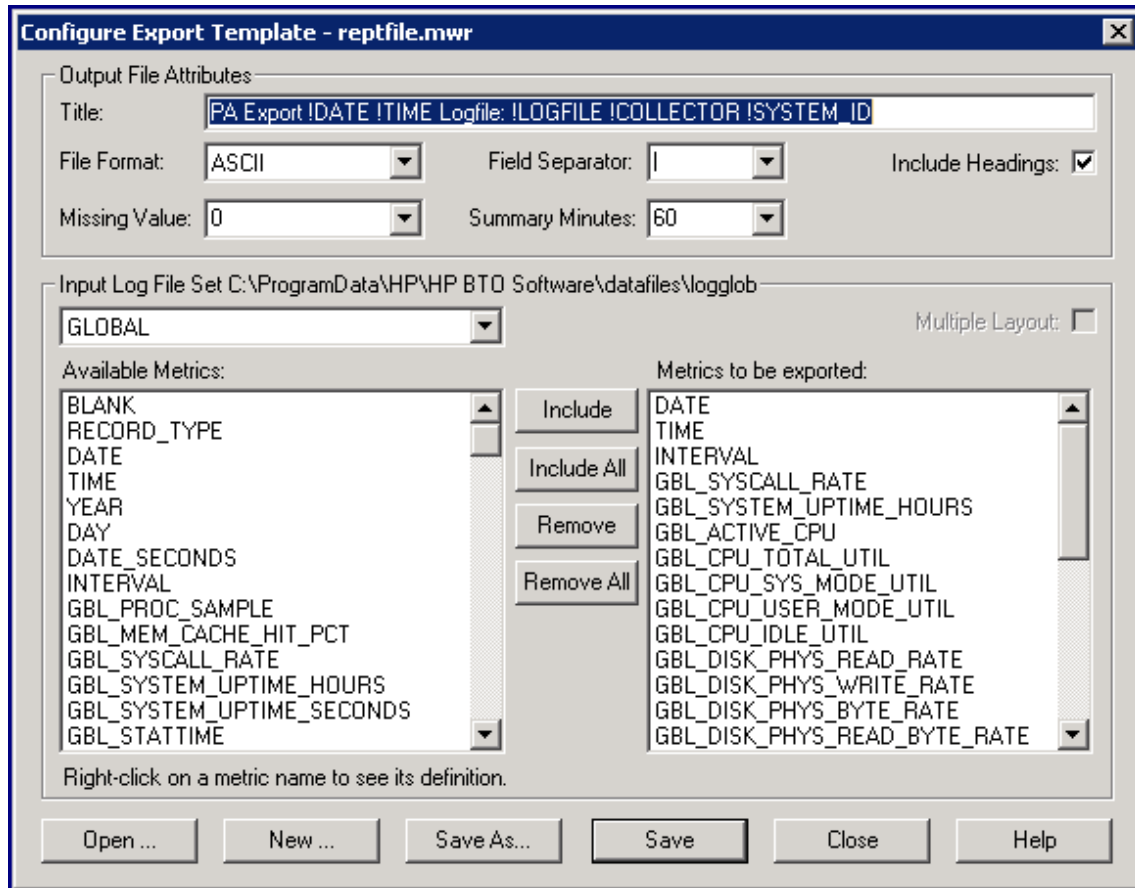 Configure Export Template - reptfile.mwr
Output File Attributes
Title: PA Export !DATE !TIME Logfile: !LOGFILE !COLLECTOR !SYSTEM_ID
File Format: ASCII Field Separator: | Include Headings:
Missing Value: 0 Summary Minutes: 60
Input Log File Set C:\ProgramData\HP\HP BTO Software\datafiles\logglob
GLOBAL
Multiple Layout:
Available Metrics:
BLANK
RECORD_TYPE
DATE
TIME
YEAR
DAY
DATE_SECONDS
INTERVAL
GBL_PROC_SAMPLE
GBL_MEM_CACHE_HIT_PCT
GBL_SYSCALL_RATE
GBL_SYSTEM_UPTIME_HOURS
GBL_SYSTEM_UPTIME_SECONDS
GBL_STATTIME
Include
Include All
Remove
Remove All
Metrics to be exported:
DATE
TIME
INTERVAL
GBL_SYSCALL_RATE
GBL_SYSTEM_UPTIME_HOURS
GBL_ACTIVE_CPU
GBL_CPU_TOTAL_UTIL
GBL_CPU_SYS_MODE_UTIL
GBL_CPU_USER_MODE_UTIL
GBL_CPU_IDLE_UTIL
GBL_DISK_PHYS_READ_RATE
GBL_DISK_PHYS_WRITE_RATE
GBL_DISK_PHYS_BYTE_RATE
GBL_DISK_PHYS_READ_BYTE_RATE
Right-click on a metric name to see its definition.
Open ... New ... Save As... Save Close Help